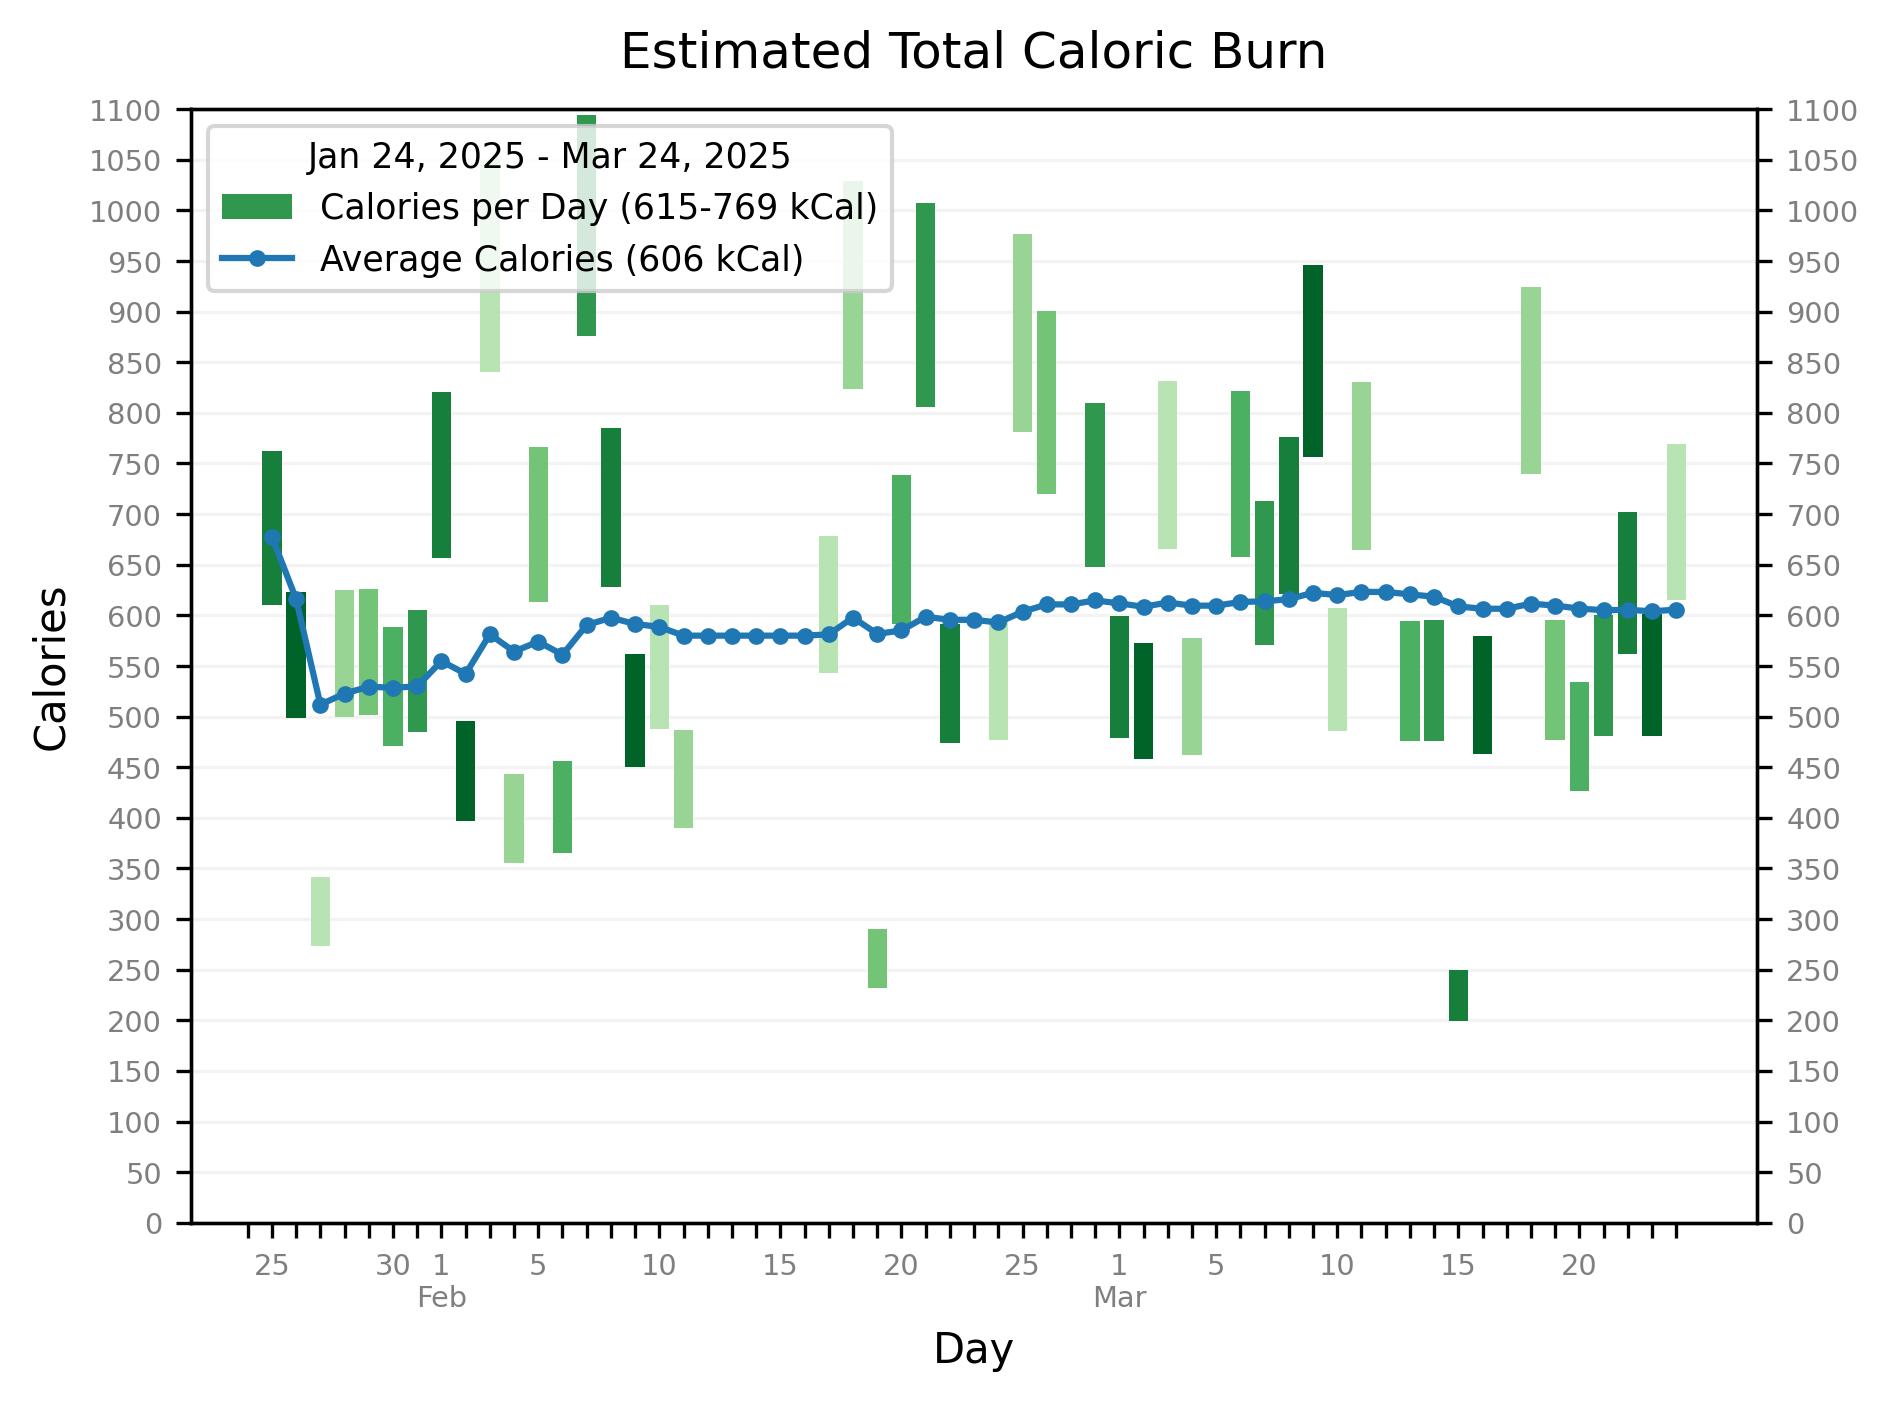 Estimated Total Caloric Burn
Jan 24, 2025 - Mar 24, 2025
Calories per Day (615-769 kCal)
Average Calories (606 kCal)
1100 1100
1050 1050
1000 1000
950 950
900 900
850 850
800 800
750 750
700 700
650 650
600 600
550 550
500 500
450 450
400 400
350 350
300 300
250 250
200 200
150 150
100 100
50 50
0 0
Calories
25 30 1 5 10 15 20 25 1 5 10 15 20
Feb Mar
Day